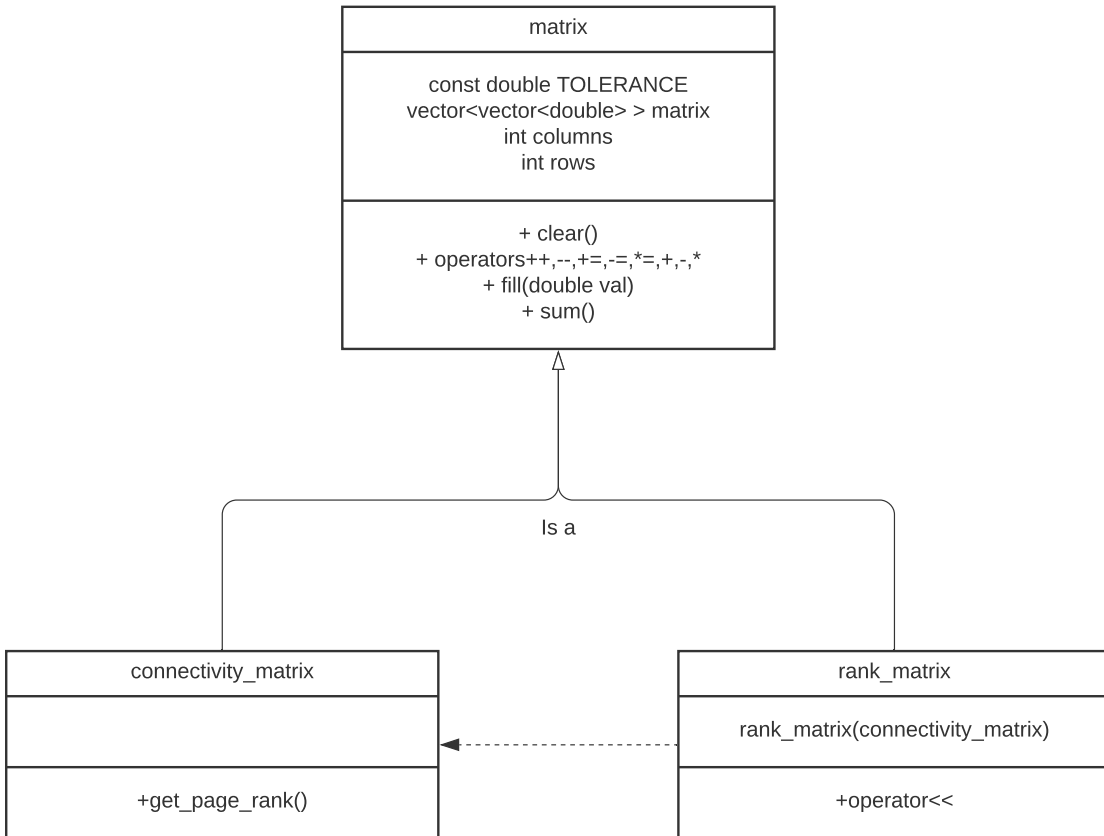 matrix
const double TOLERANCE
vector<vector<double> > matrix
int columns
int rows
+ clear()
+ operators++,--,+=,-=,*=,+,-,*
+ fill(double val)
+ sum()
Is a
connectivity_matrix
+get_page_rank()
rank_matrix
rank_matrix(connectivity_matrix)
+operator<<